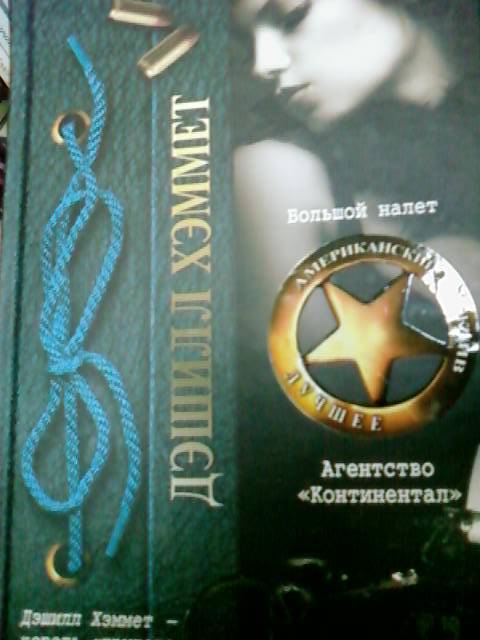 ДЭШИЛЛ ХЭММЕТ
Большой налет
АМЕРИКАНСКИЙ
ЛУЧШЕЕ
Агентство
«Континентал»
Дэшилл Хэммет –